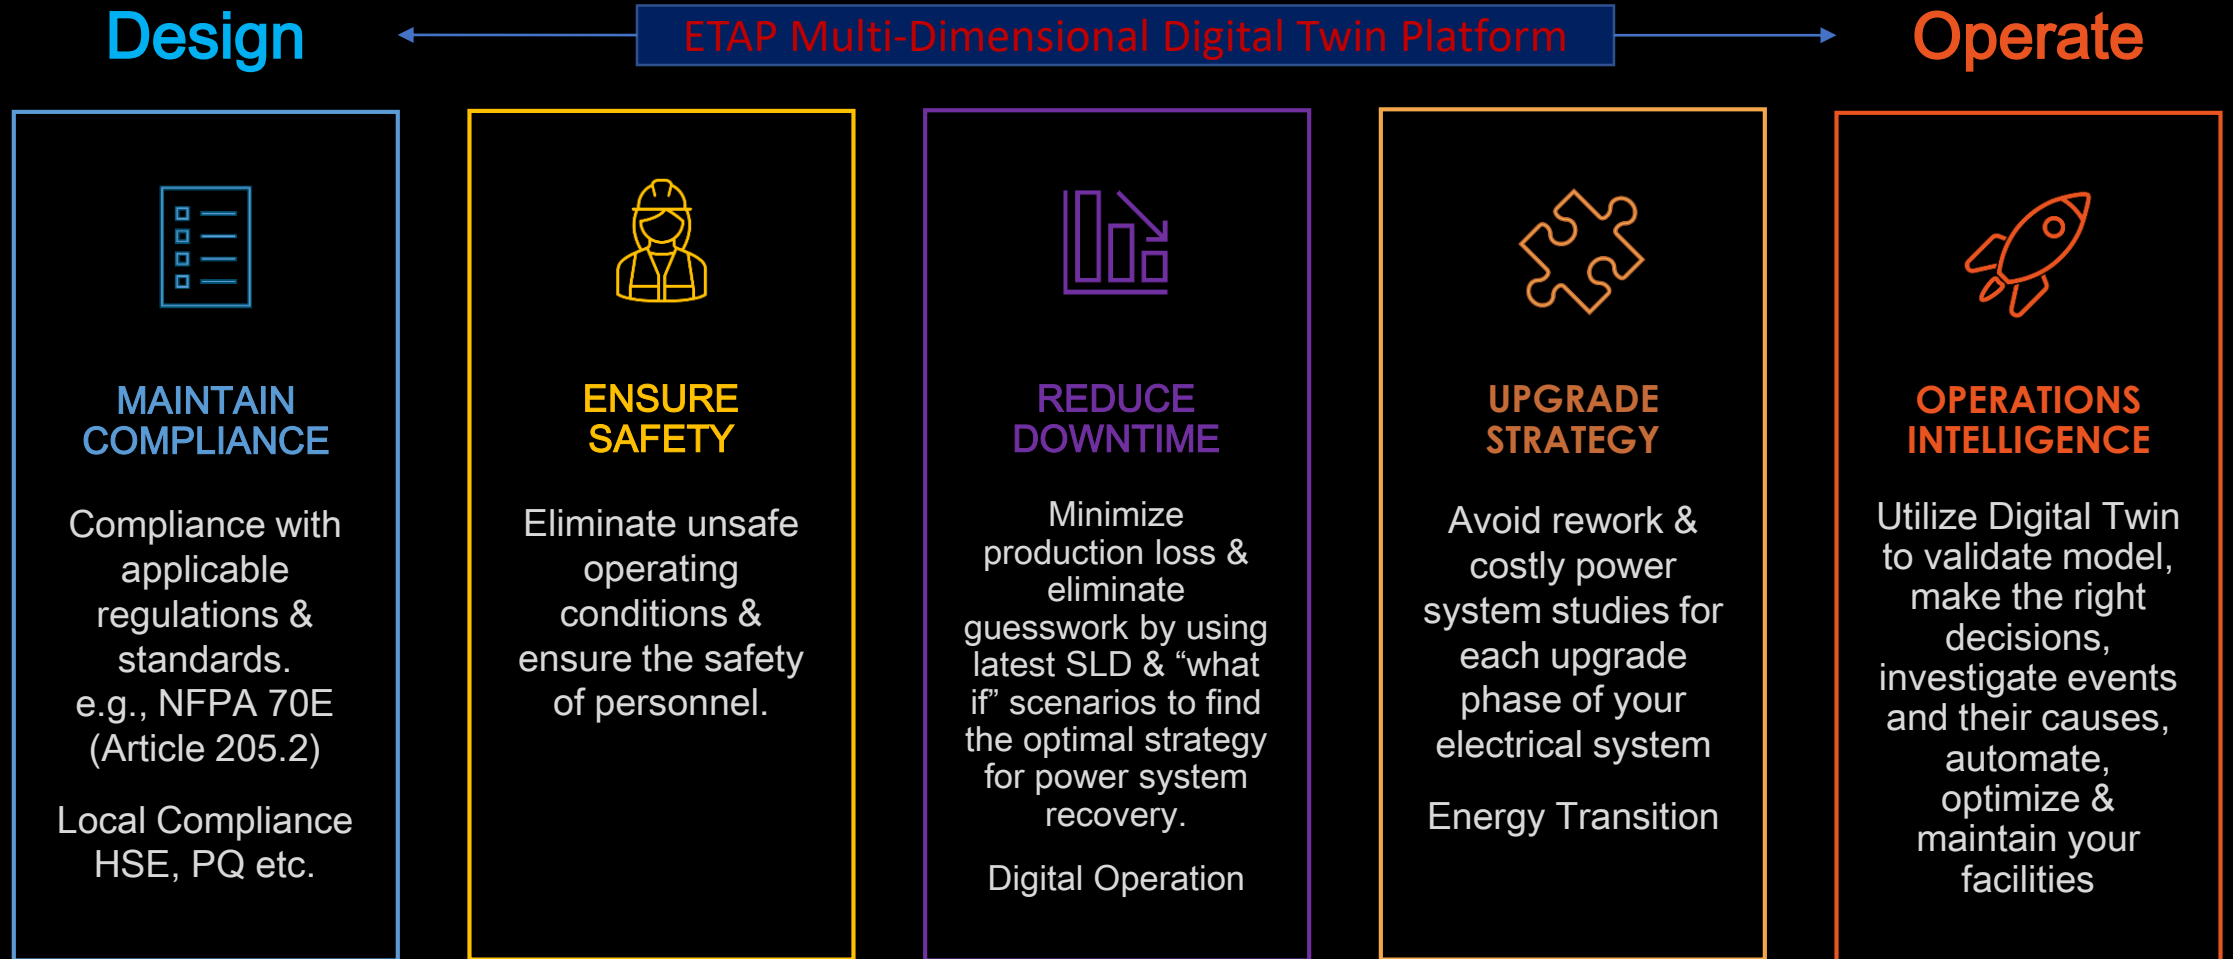 Design
ETAP Multi-Dimensional Digital Twin Platform
Operate
MAINTAIN
COMPLIANCE
Compliance with
applicable
regulations &
standards.
e.g., NFPA 70E
(Article 205.2)
Local Compliance
HSE, PQ etc.
ENSURE
SAFETY
Eliminate unsafe
operating
conditions &
ensure the safety
of personnel.
REDUCE
DOWNTIME
Minimize
production loss &
eliminate
guesswork by using
latest SLD & “what
if” scenarios to find
the optimal strategy
for power system
recovery.
Digital Operation
UPGRADE
STRATEGY
Avoid rework &
costly power
system studies for
each upgrade
phase of your
electrical system
Energy Transition
OPERATIONS
INTELLIGENCE
Utilize Digital Twin
to validate model,
make the right
decisions,
investigate events
and their causes,
automate,
optimize &
maintain your
facilities